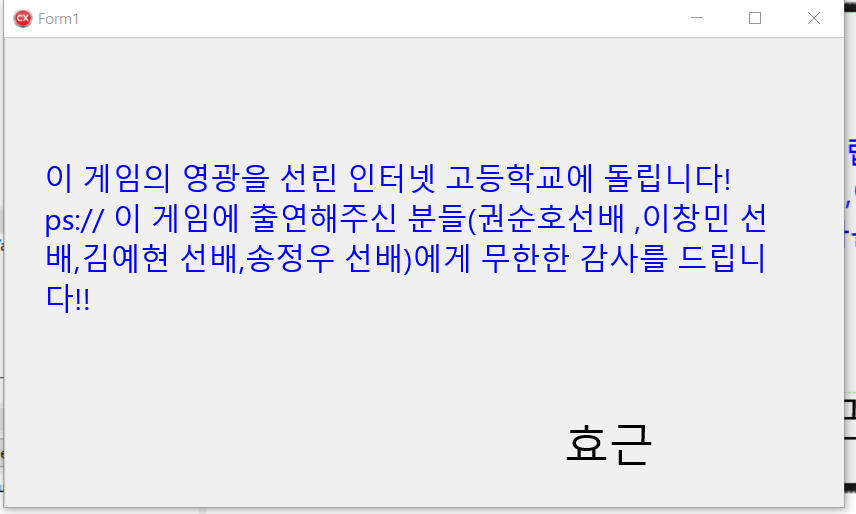 Form1
이 게임의 영광을 선린 인터넷 고등학교에 돌립니다!
ps:// 이 게임에 출연해주신 분들(권순호선배 ,이창민 선
배,김예현 선배,송정우 선배)에게 무한한 감사를 드립니
다!!
효근